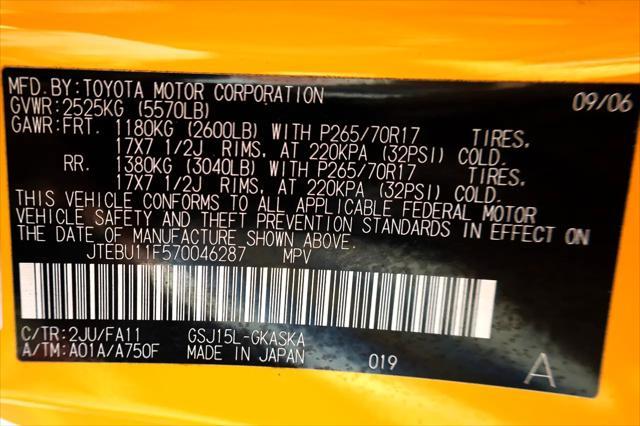 MFD.BY:TOYOTA MOTOR CORPORATION 09/06
GVWR:2525KG (5570LB)
GAWR:FRT. 1180KG (2600LB) WITH P265/70R17 TIRES,
17X7 1/2J RIMS, AT 220KPA (32PSI) COLD.
RR. 1380KG (3040LB) WITH P265/70R17 TIRES,
17X7 1/2J RIMS, AT 220KPA (32PSI) COLD.
THIS VEHICLE CONFORMS TO ALL APPLICABLE FEDERAL MOTOR
VEHICLE SAFETY AND THEFT PREVENTION STANDARDS IN EFFECT ON
THE DATE OF MANUFACTURE SHOWN ABOVE.
JTEBU11F570046287 MPV
C/TR:2JU/FA11 GSJ15L-GKASKA
A/TM:A01A/A750F MADE IN JAPAN 019 A